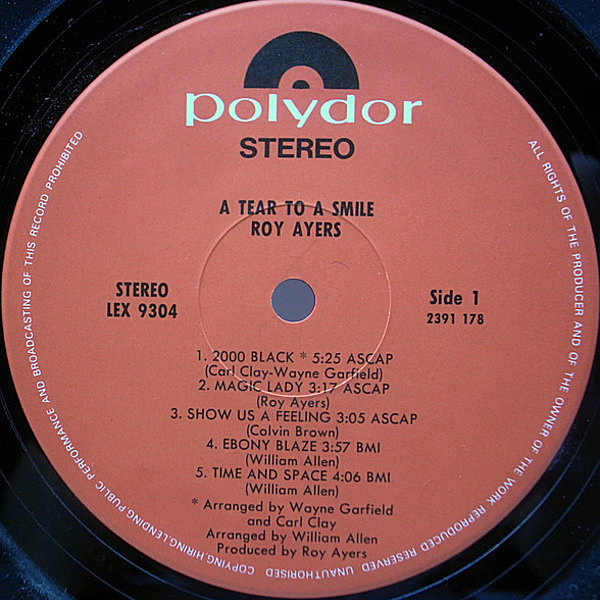 polydor
STEREO
A TEAR TO A SMILE
ROY AYERS
STEREO
LEX 9304
Side 1
2391 178
1. 2000 BLACK * 5:25 ASCAP
(Carl Clay-Wayne Garfield)
2. MAGIC LADY 3:17 ASCAP
(Roy Ayers)
3. SHOW US A FEELING 3:05 ASCAP
(Colvin Brown)
4. EBONY BLAZE 3:57 BMI
(William Allen)
5. TIME AND SPACE 4:06 BMI
(William Allen)
* Arranged by Wayne Garfield
and Carl Clay
Arranged by William Allen
Produced by Roy Ayers
ALL RIGHTS OF THE PRODUCER AND OF THE OWNER OF THE WORK REPRODUCED RESERVED UNAUTHORISED COPYING.HIRING.LENDING.PUBLIC PERFORMANCE AND BROADCASTING OF THIS RECORD PROHIBITED